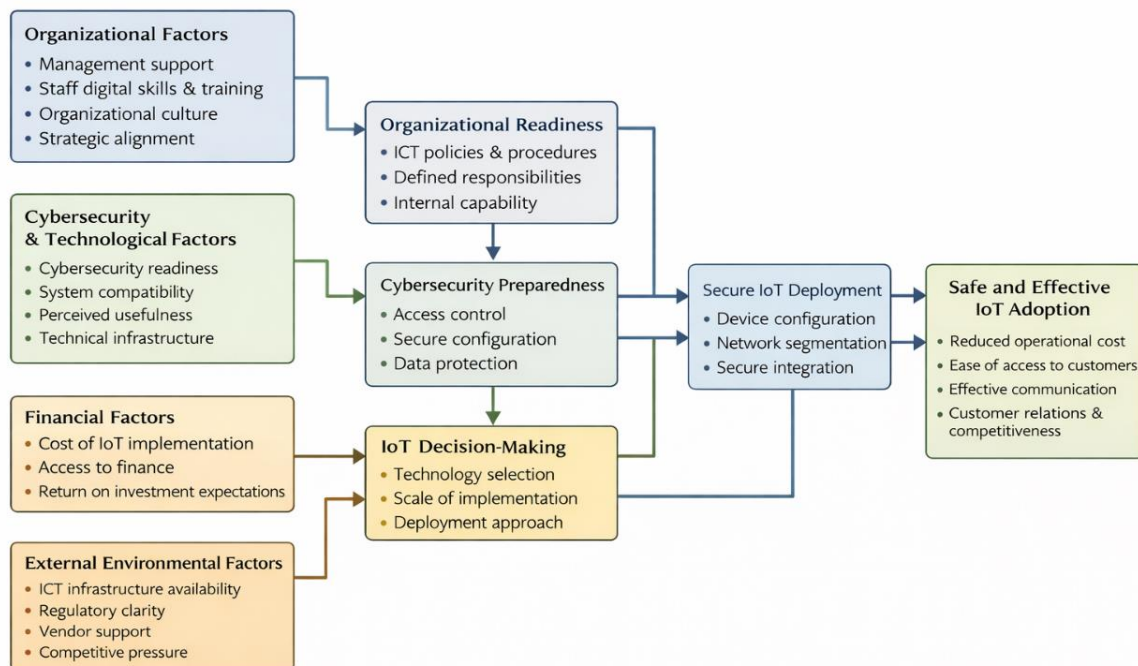 Organizational Factors
• Management support
• Staff digital skills & training
• Organizational culture
• Strategic alignment
Cybersecurity
& Technological Factors
• Cybersecurity readiness
• System compatibility
• Perceived usefulness
• Technical infrastructure
Financial Factors
• Cost of IoT implementation
• Access to finance
• Return on investment expectations
External Environmental Factors
• ICT infrastructure availability
• Regulatory clarity
• Vendor support
• Competitive pressure
Organizational Readiness
• ICT policies & procedures
• Defined responsibilities
• Internal capability
Cybersecurity Preparedness
• Access control
• Secure configuration
• Data protection
IoT Decision-Making
• Technology selection
• Scale of implementation
• Deployment approach
Secure IoT Deployment
• Device configuration
• Network segmentation
• Secure integration
Safe and Effective
IoT Adoption
• Reduced operational cost
• Ease of access to customers
• Effective communication
• Customer relations &
competitiveness